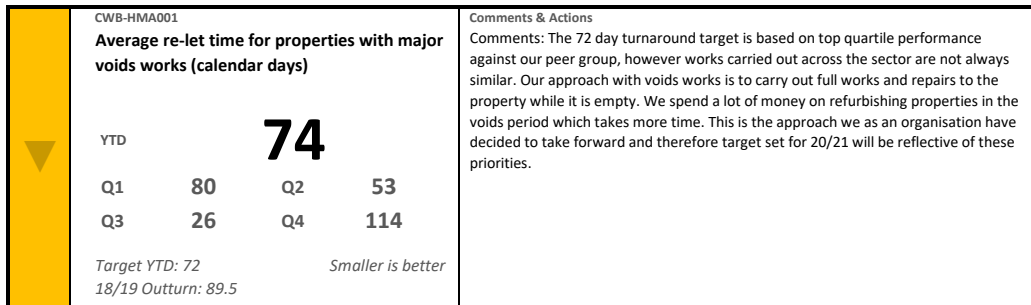 CWB-HMA001
Average re-let time for properties with major
voids works (calendar days)
YTD 74
Q1 80 Q2 53
Q3 26 Q4 114
Target YTD: 72 Smaller is better
18/19 Outturn: 89.5
Comments & Actions
Comments: The 72 day turnaround target is based on top quartile performance
against our peer group, however works carried out across the sector are not always
similar. Our approach with voids works is to carry out full works and repairs to the
property while it is empty. We spend a lot of money on refurbishing properties in the
voids period which takes more time. This is the approach we as an organisation have
decided to take forward and therefore target set for 20/21 will be reflective of these
priorities.